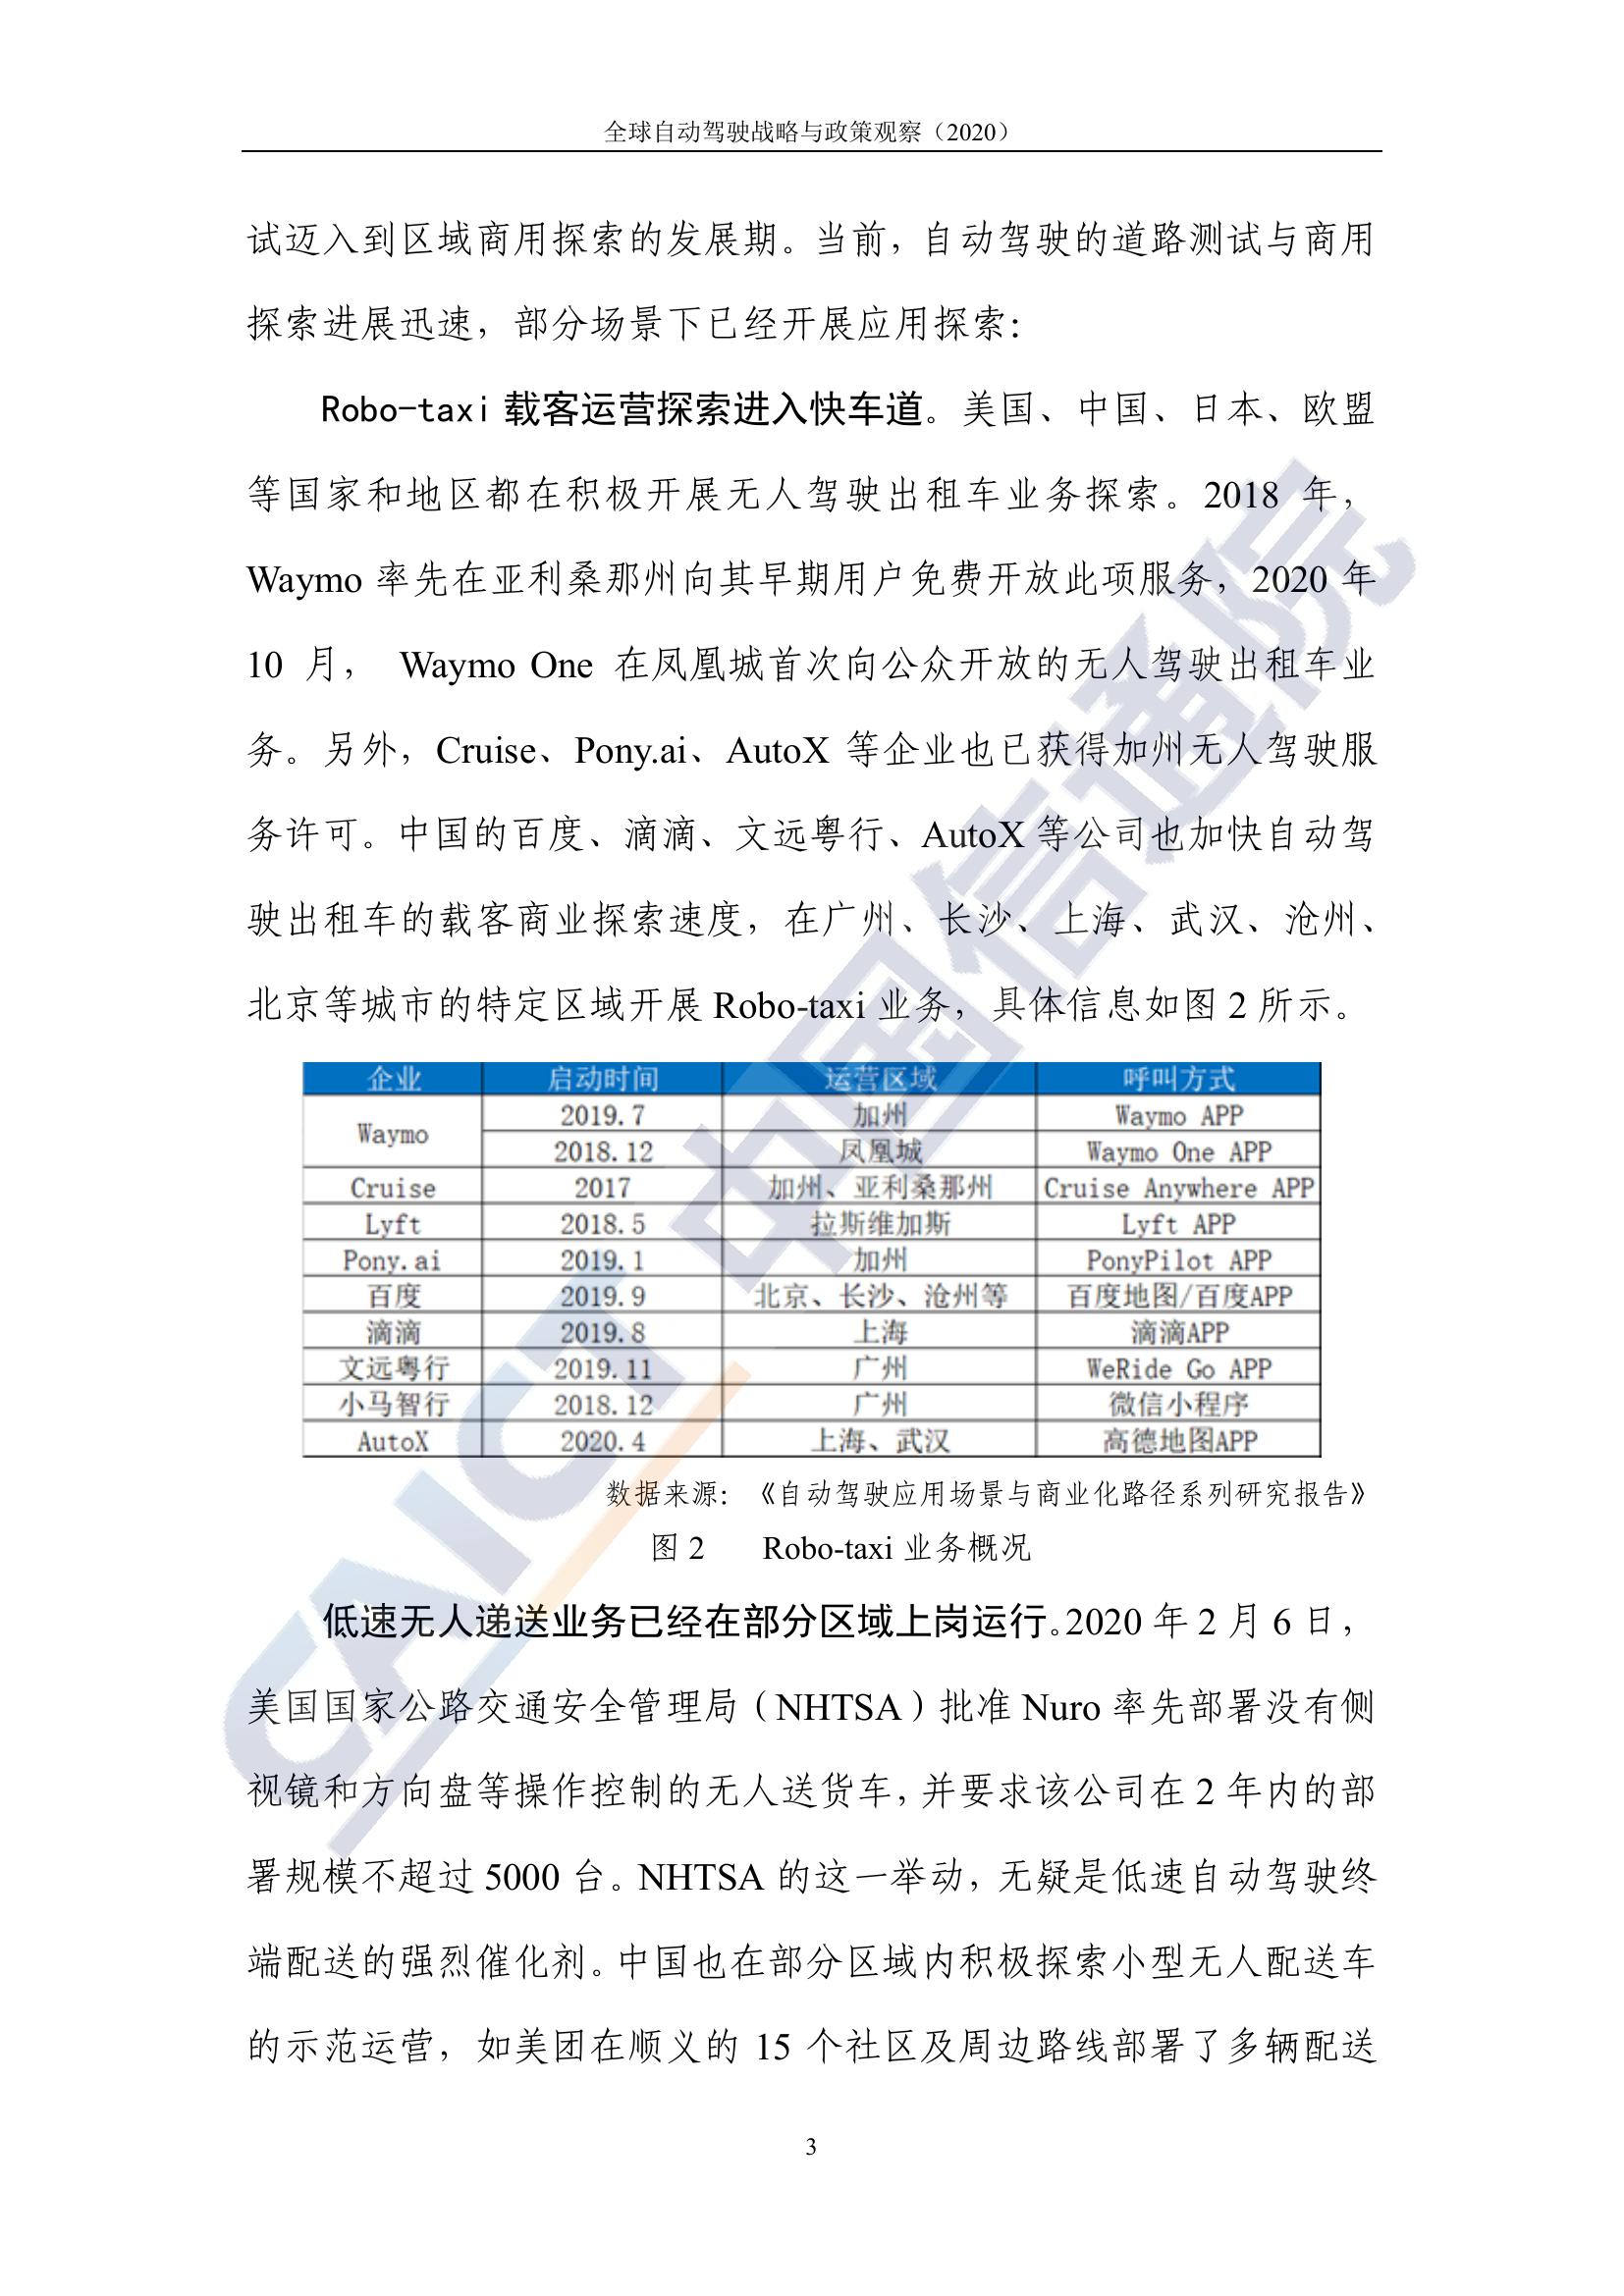 全球自动驾驶战略与政策观察（2020）
试迈入到区域商用探索的发展期。当前，自动驾驶的道路测试与商用
探索进展迅速，部分场景下已经开展应用探索：
Robo-taxi 载客运营探索进入快车道。美国、中国、日本、欧盟
等国家和地区都在积极开展无人驾驶出租车业务探索。2018 年，
Waymo 率先在亚利桑那州向其早期用户免费开放此项服务，2020 年
10 月， Waymo One 在凤凰城首次向公众开放的无人驾驶出租车业
务。另外，Cruise、Pony.ai、AutoX 等企业也已获得加州无人驾驶服
务许可。中国的百度、滴滴、文远粤行、AutoX 等公司也加快自动驾
驶出租车的载客商业探索速度，在广州、长沙、上海、武汉、沧州、
北京等城市的特定区域开展 Robo-taxi 业务，具体信息如图 2 所示。
企业 启动时间 运营区域 呼叫方式
Waymo 2019.7 加州 Waymo APP
2018.12 凤凰城 Waymo One APP
Cruise 2017 加州、亚利桑那州 Cruise Anywhere APP
Lyft 2018.5 拉斯维加斯 Lyft APP
Pony.ai 2019.1 加州 PonyPilot APP
百度 2019.9 北京、长沙、沧州等 百度地图/百度APP
滴滴 2019.8 上海 滴滴APP
文远粤行 2019.11 广州 WeRide Go APP
小马智行 2018.12 广州 微信小程序
AutoX 2020.4 上海、武汉 高德地图APP
数据来源：《自动驾驶应用场景与商业化路径系列研究报告》
图 2 Robo-taxi 业务概况
低速无人递送业务已经在部分区域上岗运行。2020 年 2 月 6 日，
美国国家公路交通安全管理局（NHTSA）批准 Nuro 率先部署没有侧
视镜和方向盘等操作控制的无人送货车，并要求该公司在 2 年内的部
署规模不超过 5000 台。NHTSA 的这一举动，无疑是低速自动驾驶终
端配送的强烈催化剂。中国也在部分区域内积极探索小型无人配送车
的示范运营，如美团在顺义的 15 个社区及周边路线部署了多辆配送
3
CAICT 中国信通院